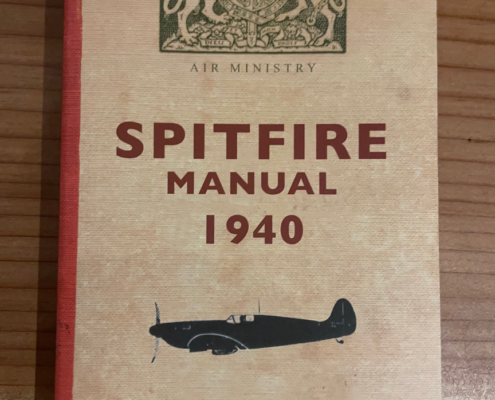 AIR MINISTRY
SPITFIRE
MANUAL
1940